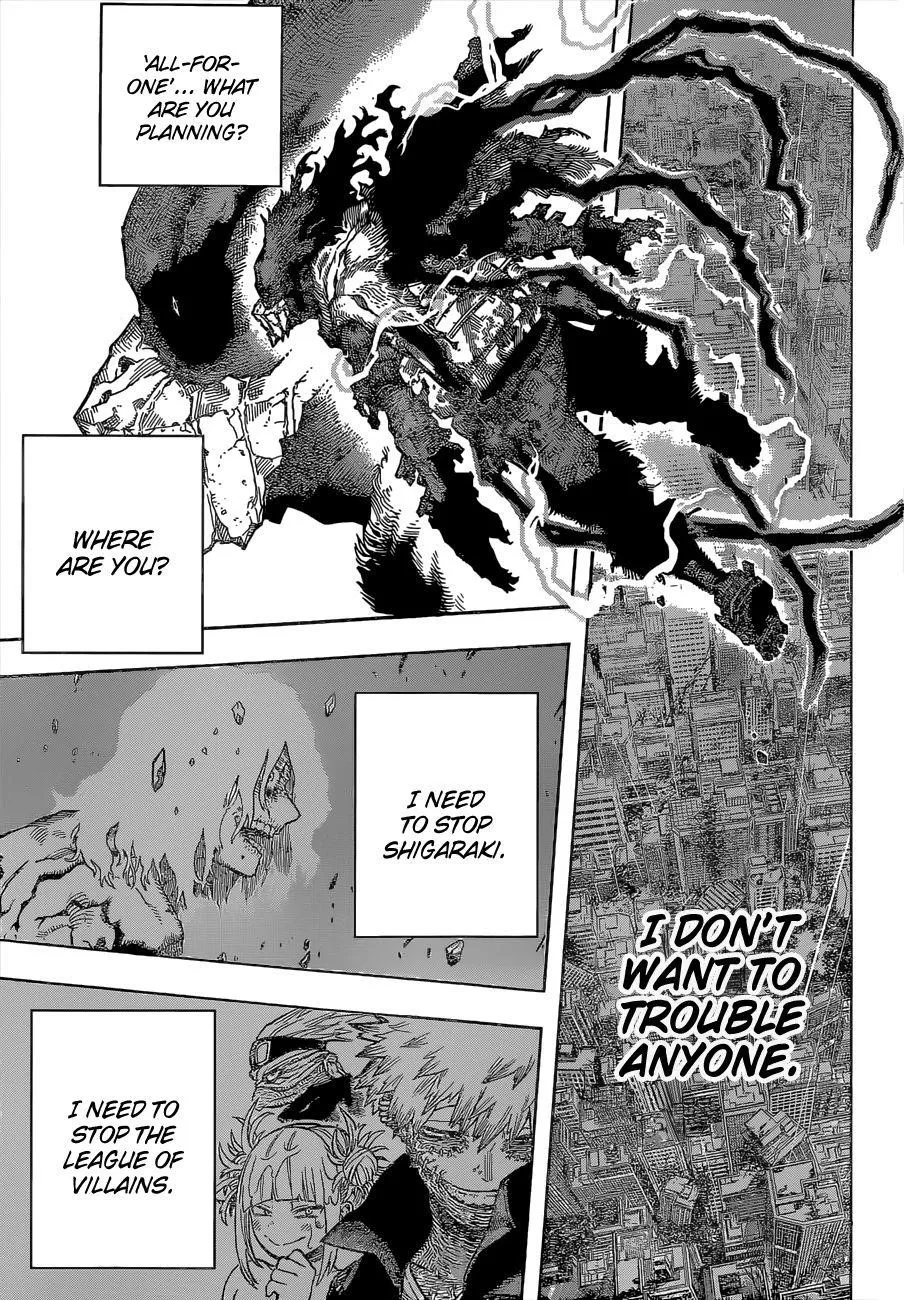 'ALL-FOR-
ONE'... WHAT
ARE YOU
PLANNING?
WHERE
ARE YOU?
I DON'T
WANT TO
TROUBLE
ANYONE.
I NEED
TO STOP
SHIGARAKI.
I NEED TO
STOP THE
LEAGUE OF
VILLAINS.